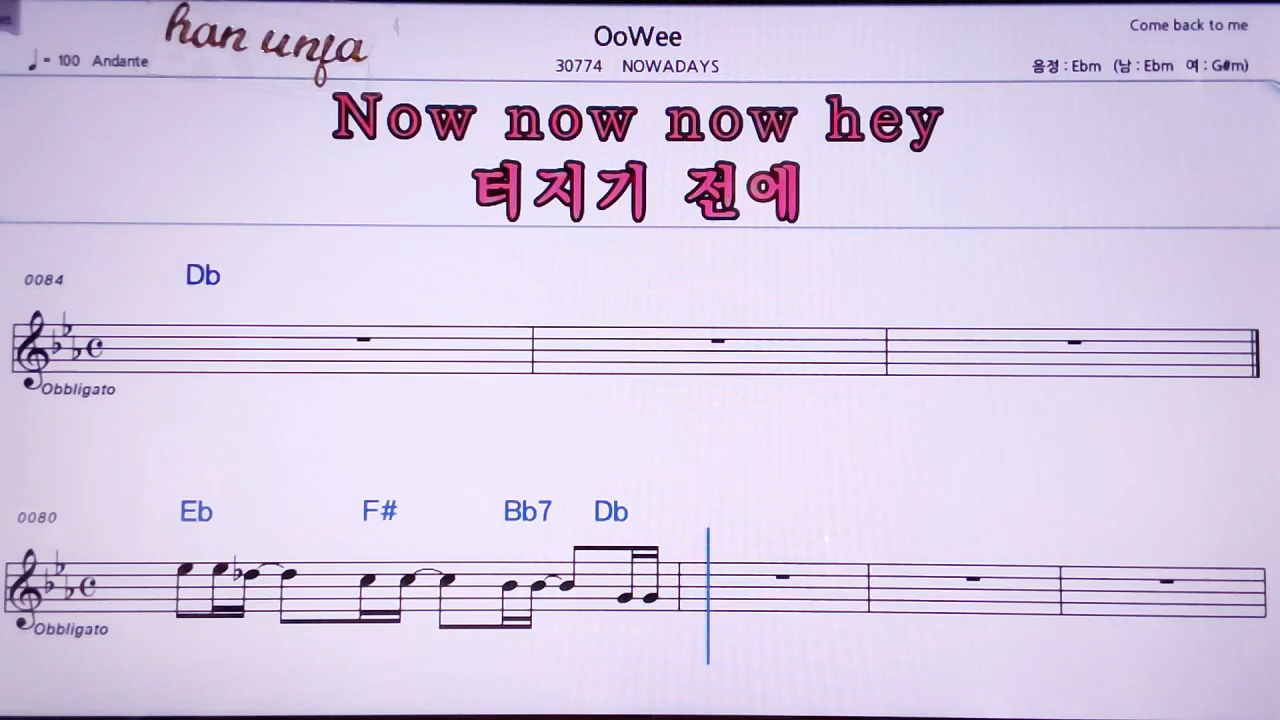 han unja
OoWee
Come back to me
♩= 100 Andante
30774 NOWADAYS
음정 : Ebm (남 : Ebm 여 : G#m)
Now now now hey
터지기 전에
0084 Db
Obbligato
0080 Eb F# Bb7 Db
Obbligato